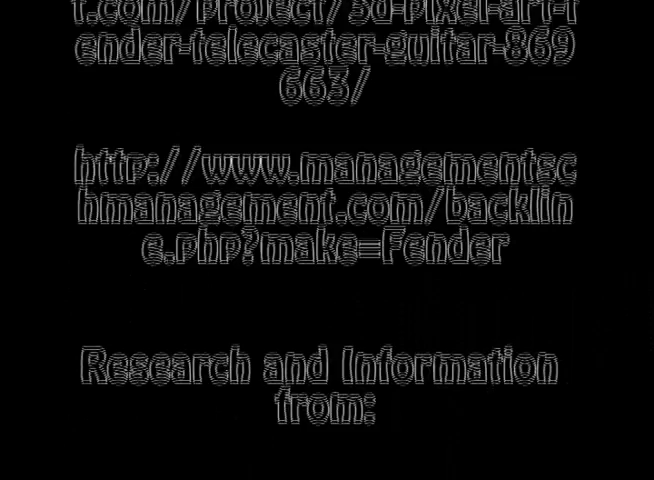 t.com/project/3d-pixel-art-f
ender-telecaster-guitar-869
663/
http://www.managementsc
hmanagement.com/backlin
e.php?make=Fender
Research and Information
from: